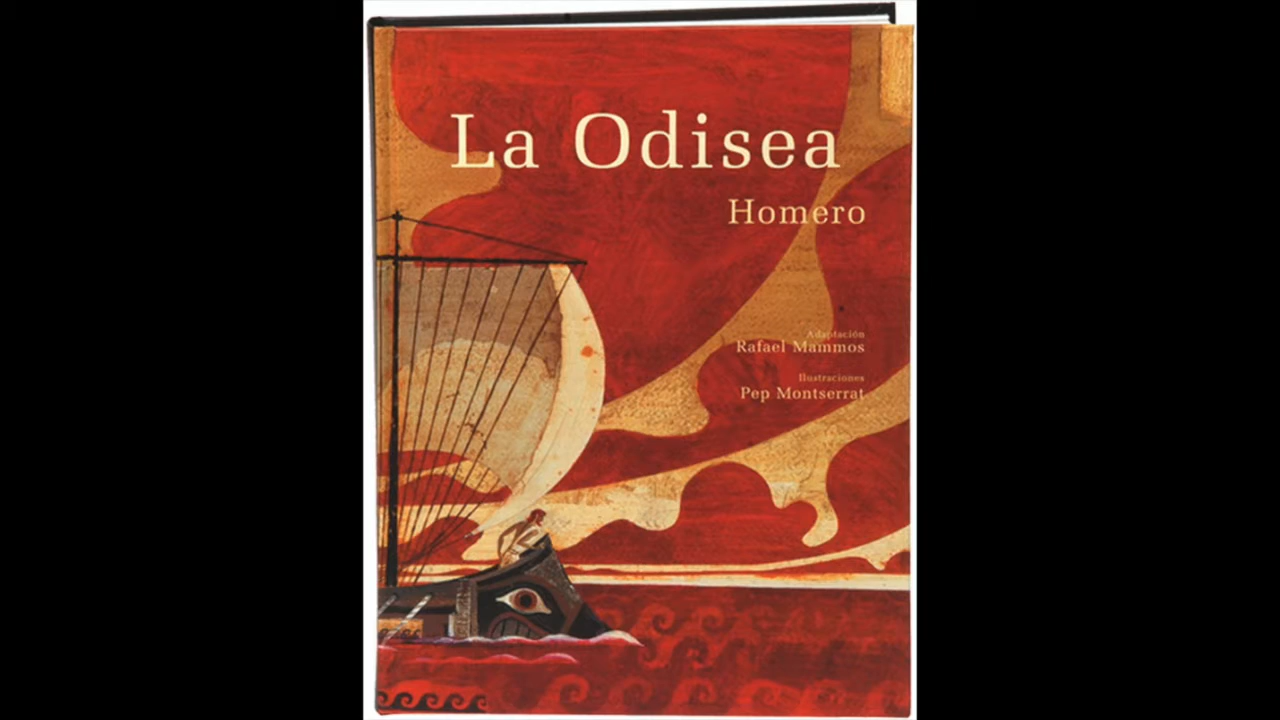 La Odisea
Homero
Adaptación
Rafael Mammos
Ilustraciones
Pep Montserrat